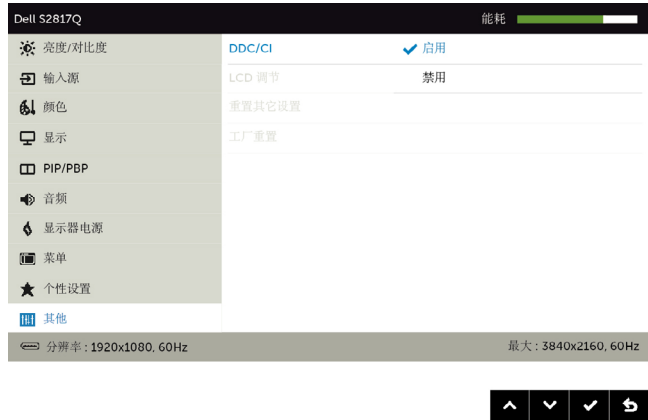 Dell S2817Q 能耗
亮度/对比度 DDC/CI 启用
输入源 LCD 调节 禁用
颜色 重置其它设置
显示 工厂重置
PIP/PBP
音频
显示器电源
菜单
个性设置
其他
分辨率 : 1920x1080, 60Hz 最大 : 3840x2160, 60Hz